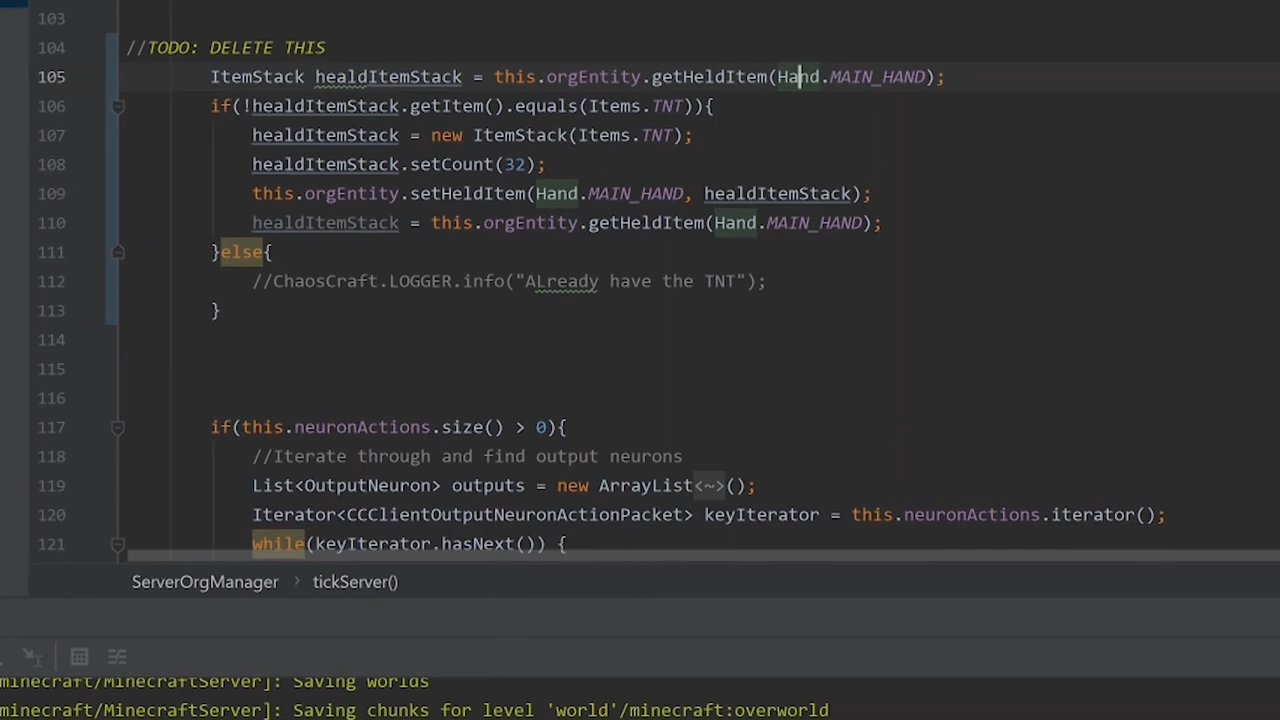 103
104 //TODO: DELETE THIS
105 ItemStack healdItemStack = this.orgEntity.getHeldItem(Hand.MAIN_HAND);
106 if(!healdItemStack.getItem().equals(Items.TNT)){
107 healdItemStack = new ItemStack(Items.TNT);
108 healdItemStack.setCount(32);
109 this.orgEntity.setHeldItem(Hand.MAIN_HAND, healdItemStack);
110 healdItemStack = this.orgEntity.getHeldItem(Hand.MAIN_HAND);
111 }else{
112 //ChaosCraft.LOGGER.info("ALready have the TNT");
113 }
114
115
116
117 if(this.neuronActions.size() > 0){
118 //Iterate through and find output neurons
119 List<OutputNeuron> outputs = new ArrayList<~>();
120 Iterator<CCClientOutputNeuronActionPacket> keyIterator = this.neuronActions.iterator();
121 while(keyIterator.hasNext()) {
ServerOrgManager › tickServer()
minecraft/MinecraftServer]: Saving worlds
minecraft/MinecraftServer]: Saving chunks for level 'world'/minecraft:overworld